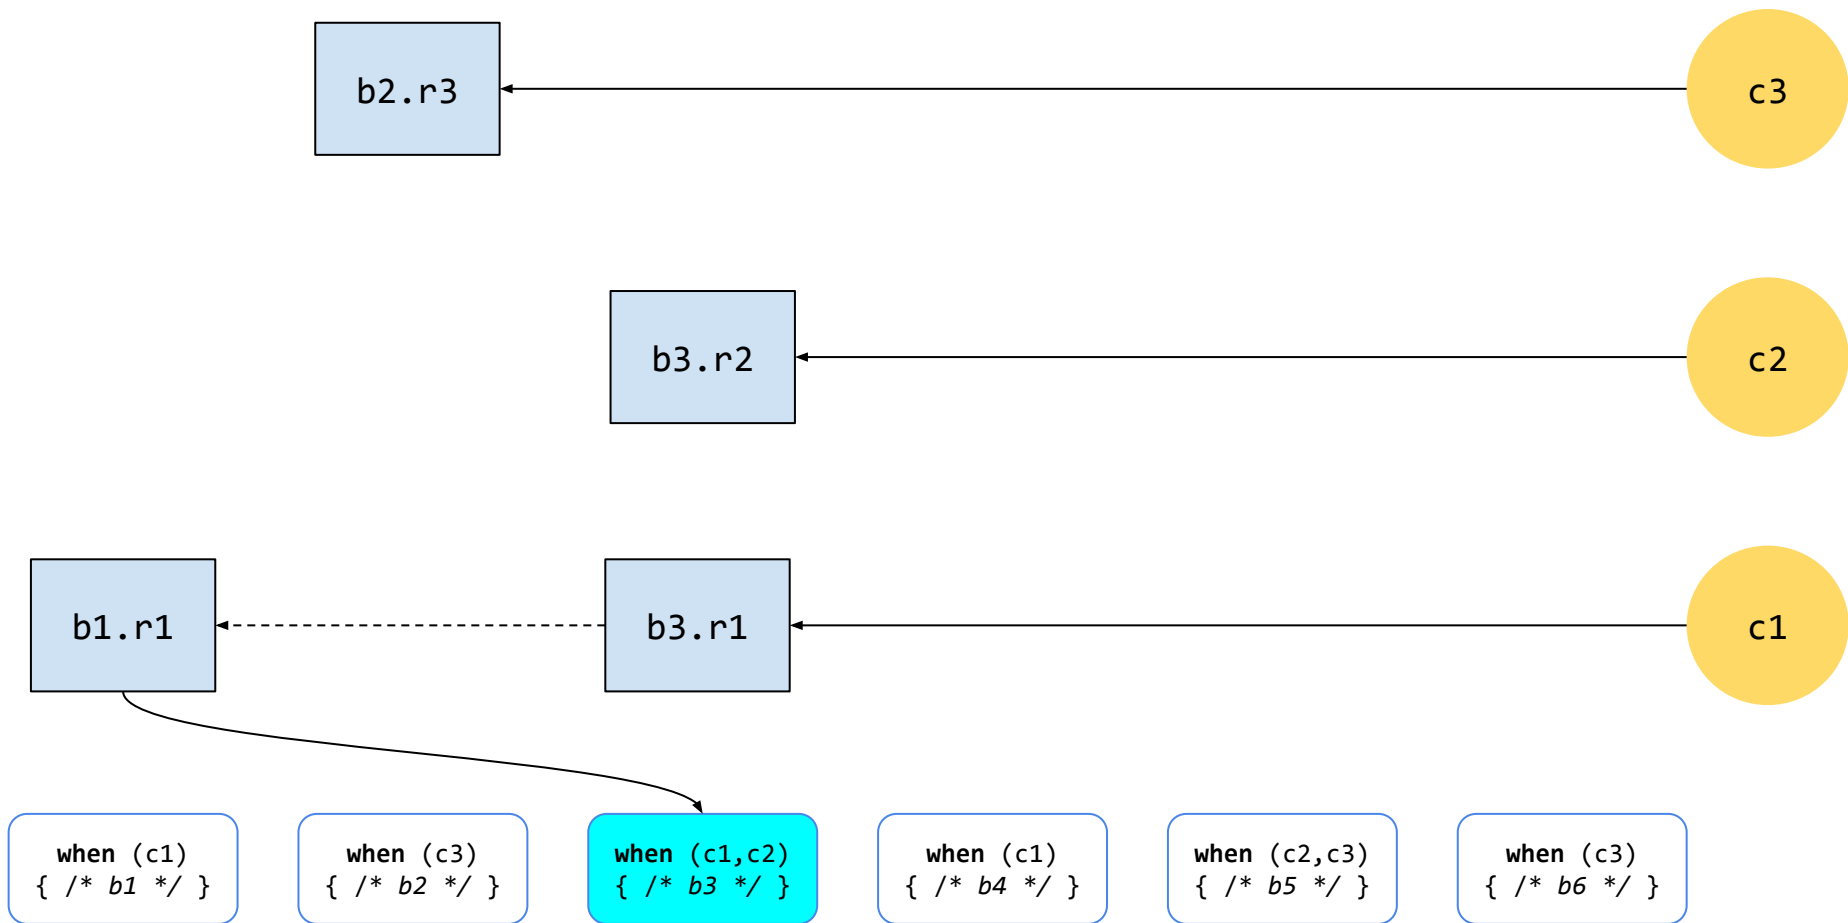 b2.r3
c3
b3.r2
c2
b1.r1
b3.r1
c1
when (c1)
{ /* b1 */ }
when (c3)
{ /* b2 */ }
when (c1,c2)
{ /* b3 */ }
when (c1)
{ /* b4 */ }
when (c2,c3)
{ /* b5 */ }
when (c3)
{ /* b6 */ }